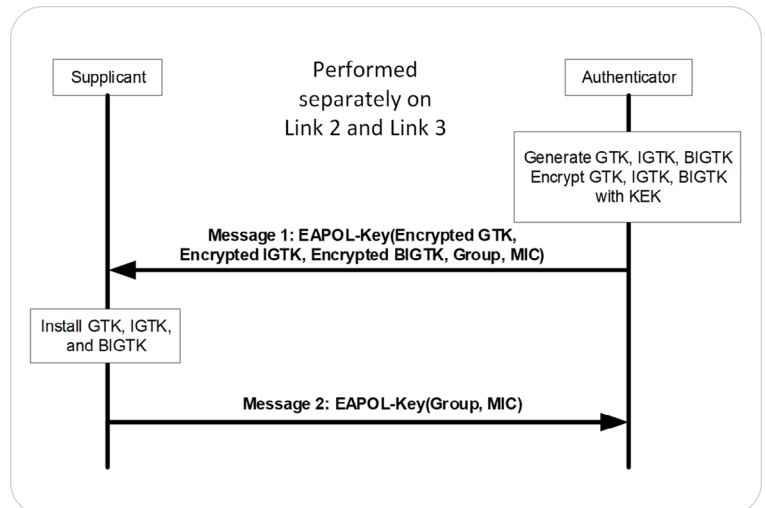 Supplicant
Performed
separately on
Link 2 and Link 3
Authenticator
Generate GTK, IGTK, BIGTK
Encrypt GTK, IGTK, BIGTK
with KEK
Message 1: EAPOL-Key(Encrypted GTK,
Encrypted IGTK, Encrypted BIGTK, Group, MIC)
Install GTK, IGTK,
and BIGTK
Message 2: EAPOL-Key(Group, MIC)